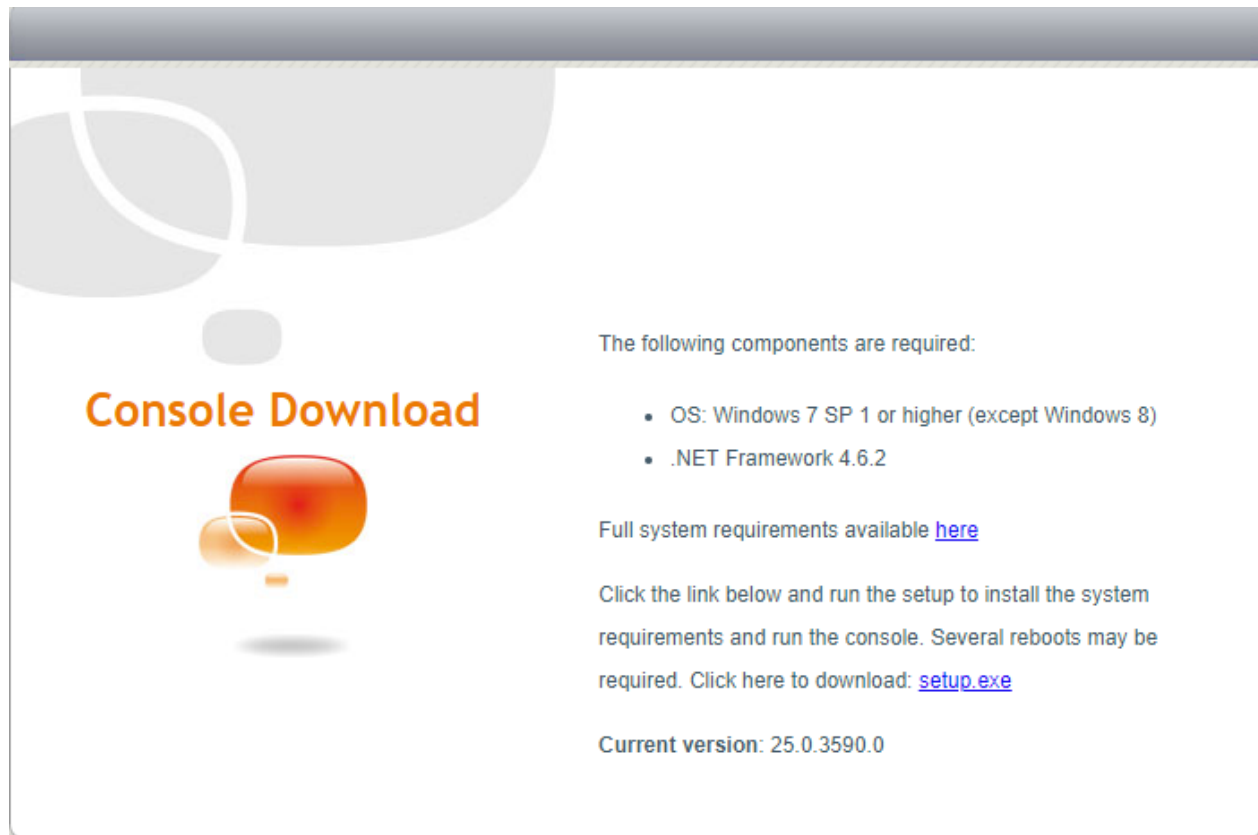 Console Download
The following components are required:
• OS: Windows 7 SP 1 or higher (except Windows 8)
• .NET Framework 4.6.2
Full system requirements available here
Click the link below and run the setup to install the system
requirements and run the console. Several reboots may be
required. Click here to download: setup.exe
Current version: 25.0.3590.0